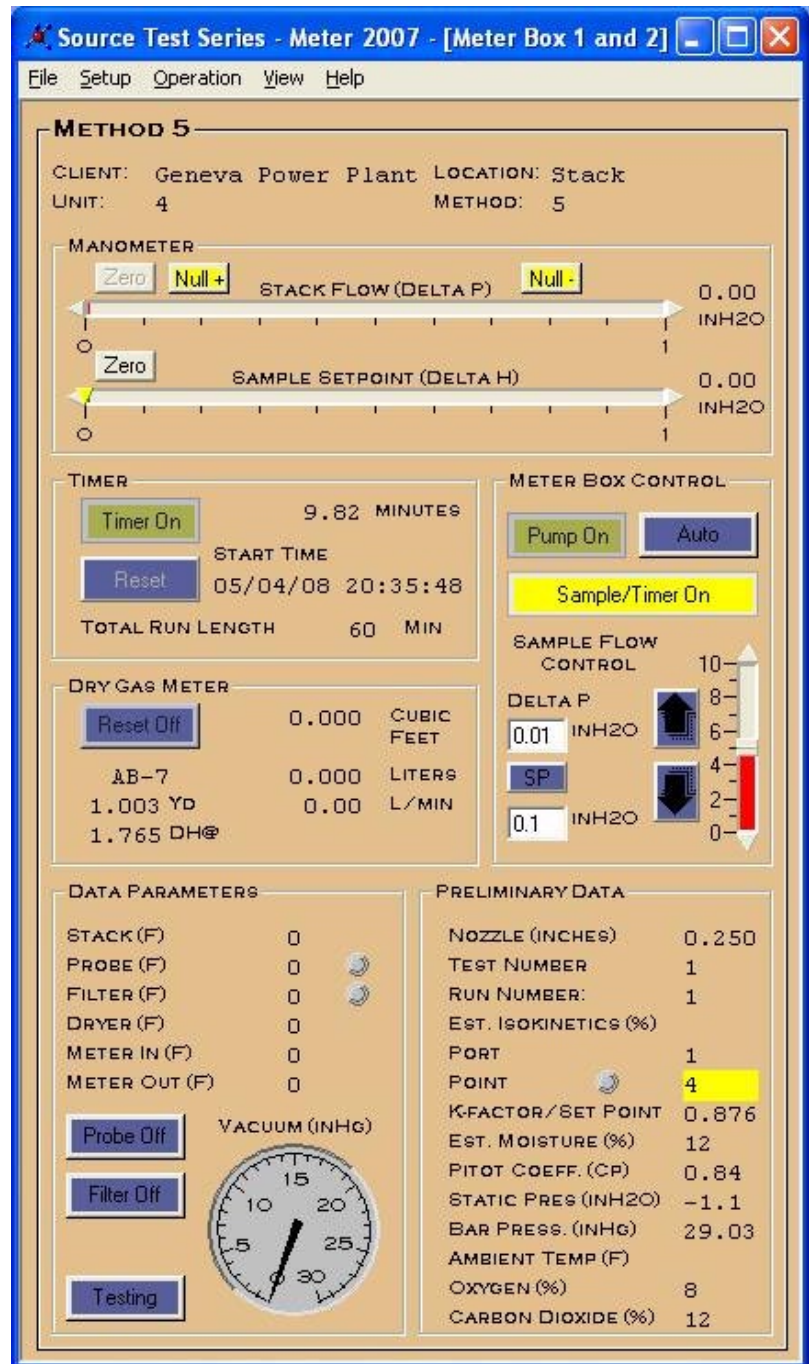 Source Test Series - Meter 2007 - [Meter Box 1 and 2]
File Setup Operation View Help
METHOD 5
CLIENT: Geneva Power Plant LOCATION: Stack
UNIT: 4 METHOD: 5
MANOMETER
Zero Null + STACK FLOW (DELTA P) Null - 0.00
INH2O
0 1
Zero SAMPLE SETPOINT (DELTA H) 0.00
INH2O
0 1
TIMER
Timer On 9.82 MINUTES
START TIME
Reset 05/04/08 20:35:48
TOTAL RUN LENGTH 60 MIN
METER BOX CONTROL
Pump On Auto
Sample/Timer On
SAMPLE FLOW
CONTROL
DELTA P
0.01 INH2O
SP
0.1 INH2O
10
8
6
4
2
0
DRY GAS METER
Reset Off 0.000 CUBIC
FEET
AB-7 0.000 LITERS
1.003 YD 0.00 L/MIN
1.765 DH@
DATA PARAMETERS
STACK (F) 0
PROBE (F) 0
FILTER (F) 0
DRYER (F) 0
METER IN (F) 0
METER OUT (F) 0
Probe Off VACUUM (INHG)
Filter Off
Testing
0 5 10 15 20 25 30
PRELIMINARY DATA
NOZZLE (INCHES) 0.250
TEST NUMBER 1
RUN NUMBER: 1
EST. ISOKINETICS (%)
PORT 1
POINT 4
K-FACTOR/SET POINT 0.876
EST. MOISTURE (%) 12
PITOT COEFF. (CP) 0.84
STATIC PRES (INH2O) -1.1
BAR PRESS. (INHG) 29.03
AMBIENT TEMP (F)
OXYGEN (%) 8
CARBON DIOXIDE (%) 12